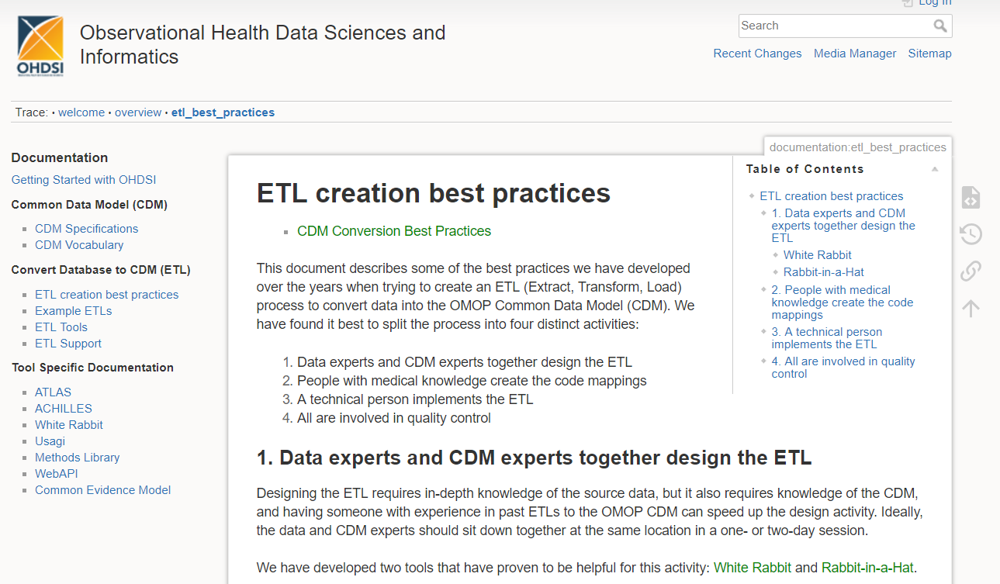 Log In
OHDSI
Observational Health Data Sciences and
Informatics
Search
Recent Changes Media Manager Sitemap
Trace: • welcome • overview • etl_best_practices
documentation:etl_best_practices
Documentation
Getting Started with OHDSI
Common Data Model (CDM)
CDM Specifications
CDM Vocabulary
Convert Database to CDM (ETL)
ETL creation best practices
Example ETLs
ETL Tools
ETL Support
Tool Specific Documentation
ATLAS
ACHILLES
White Rabbit
Usagi
Methods Library
WebAPI
Common Evidence Model
Table of Contents
ETL creation best practices
1. Data experts and CDM
experts together design the
ETL
White Rabbit
Rabbit-in-a-Hat
2. People with medical
knowledge create the code
mappings
3. A technical person
implements the ETL
4. All are involved in quality
control
ETL creation best practices
CDM Conversion Best Practices
This document describes some of the best practices we have developed
over the years when trying to create an ETL (Extract, Transform, Load)
process to convert data into the OMOP Common Data Model (CDM). We
have found it best to split the process into four distinct activities:
1. Data experts and CDM experts together design the ETL
2. People with medical knowledge create the code mappings
3. A technical person implements the ETL
4. All are involved in quality control
1. Data experts and CDM experts together design the ETL
Designing the ETL requires in-depth knowledge of the source data, but it also requires knowledge of the CDM,
and having someone with experience in past ETLs to the OMOP CDM can speed up the design activity. Ideally,
the data and CDM experts should sit down together at the same location in a one- or two-day session.
We have developed two tools that have proven to be helpful for this activity: White Rabbit and Rabbit-in-a-Hat.